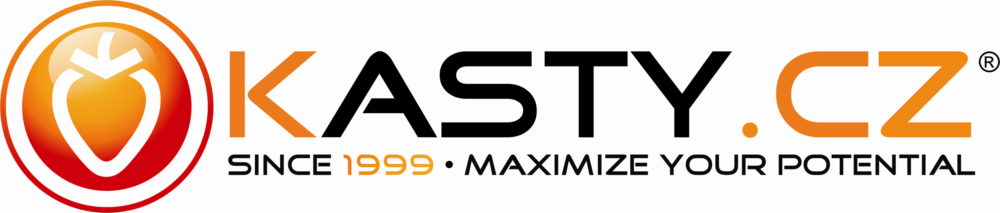 KASTY.CZ®
SINCE 1999 • MAXIMIZE YOUR POTENTIAL